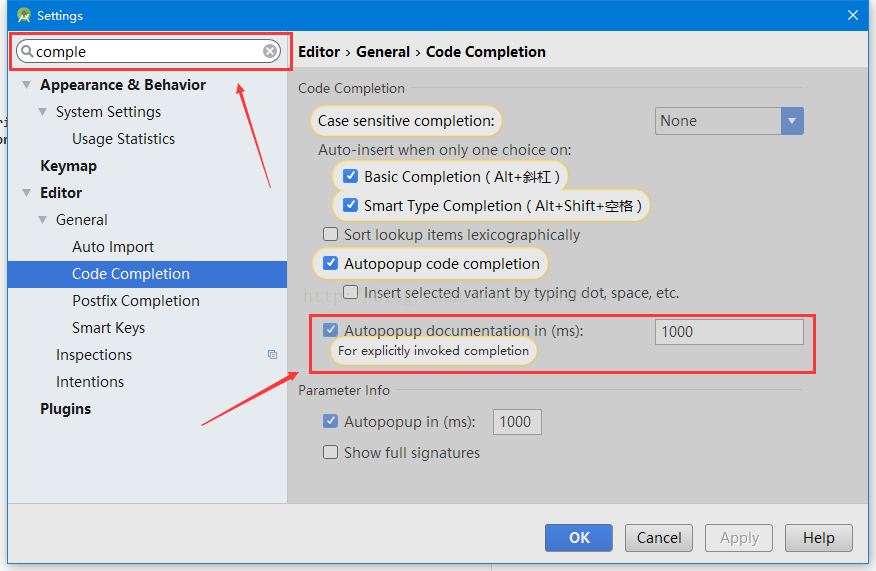 Settings
comple
Editor › General › Code Completion
Appearance & Behavior
System Settings
Usage Statistics
Keymap
Editor
General
Auto Import
Code Completion
Postfix Completion
Smart Keys
Inspections
Intentions
Plugins
Code Completion
Case sensitive completion:
None
Auto-insert when only one choice on:
Basic Completion ( Alt+斜杠 )
Smart Type Completion ( Alt+Shift+空格 )
Sort lookup items lexicographically
Autopopup code completion
Insert selected variant by typing dot, space, etc.
Autopopup documentation in (ms):
1000
For explicitly invoked completion
Parameter Info
Autopopup in (ms):
1000
Show full signatures
OK
Cancel
Apply
Help